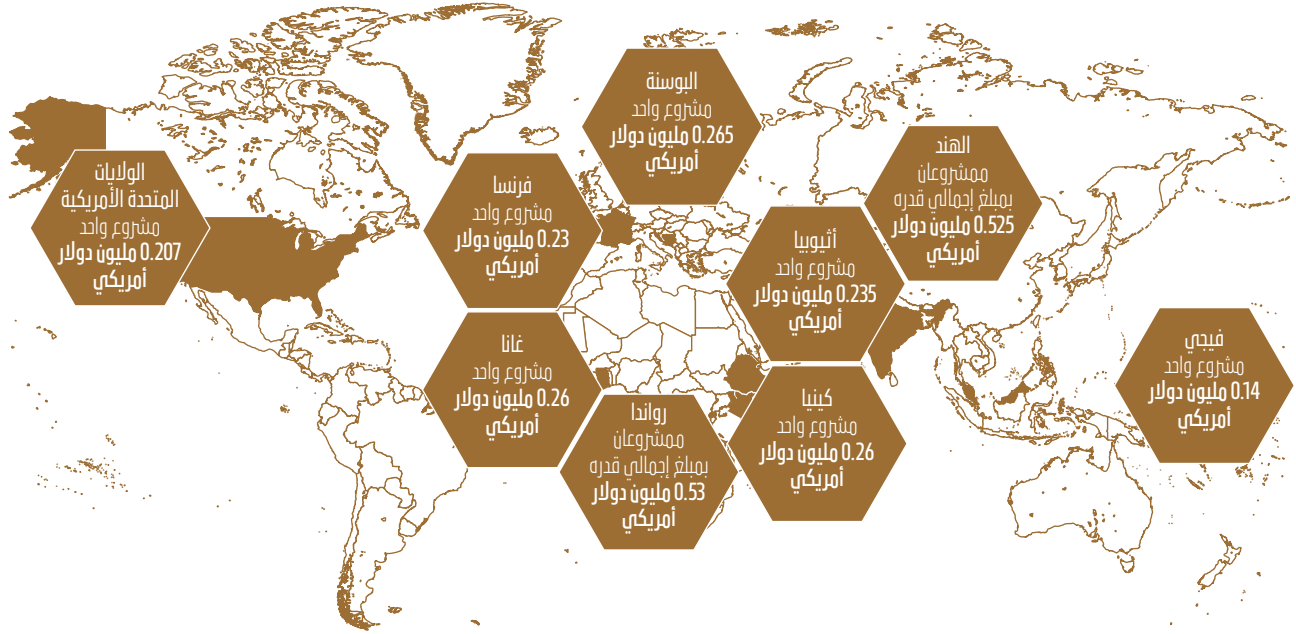 البوسنة
مشروع واحد
0.265 مليون دولار
أمريكي
الهند
ممشروعان
بمبلغ إجمالي قدره
0.525 مليون دولار
أمريكي
فرنسا
مشروع واحد
0.23 مليون دولار
أمريكي
الولايات
المتحدة الأمريكية
مشروع واحد
0.207 مليون دولار
أمريكي
أثيوبيا
مشروع واحد
0.235 مليون دولار
أمريكي
فيجي
مشروع واحد
0.14 مليون دولار
أمريكي
غانا
مشروع واحد
0.26 مليون دولار
أمريكي
كينيا
مشروع واحد
0.26 مليون دولار
أمريكي
رواندا
ممشروعان
بمبلغ إجمالي قدره
0.53 مليون دولار
أمريكي